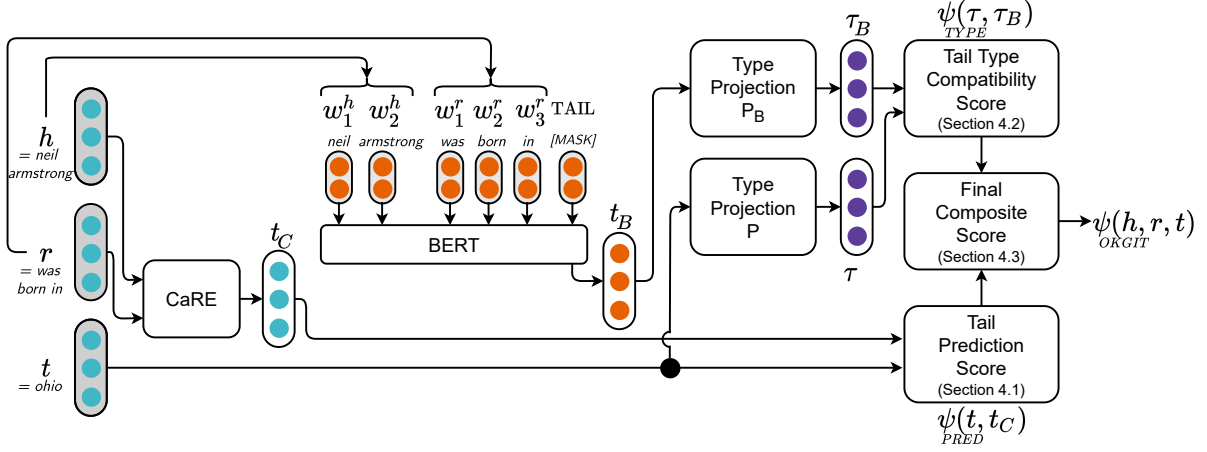 h
= neil
armstrong
r
= was
born in
t
= ohio
CaRE
t_C
w_1^h w_2^h w_1^r w_2^r w_3^r TAIL
neil armstrong was born in [MASK]
BERT
t_B
Type
Projection
P_B
Type
Projection
P
τ_B
τ
ψ(τ, τ_B)
TYPE
Tail Type
Compatibility
Score
(Section 4.2)
Final
Composite
Score
(Section 4.3)
ψ(h, r, t)
OKGIT
Tail
Prediction
Score
(Section 4.1)
ψ(t, t_C)
PRED